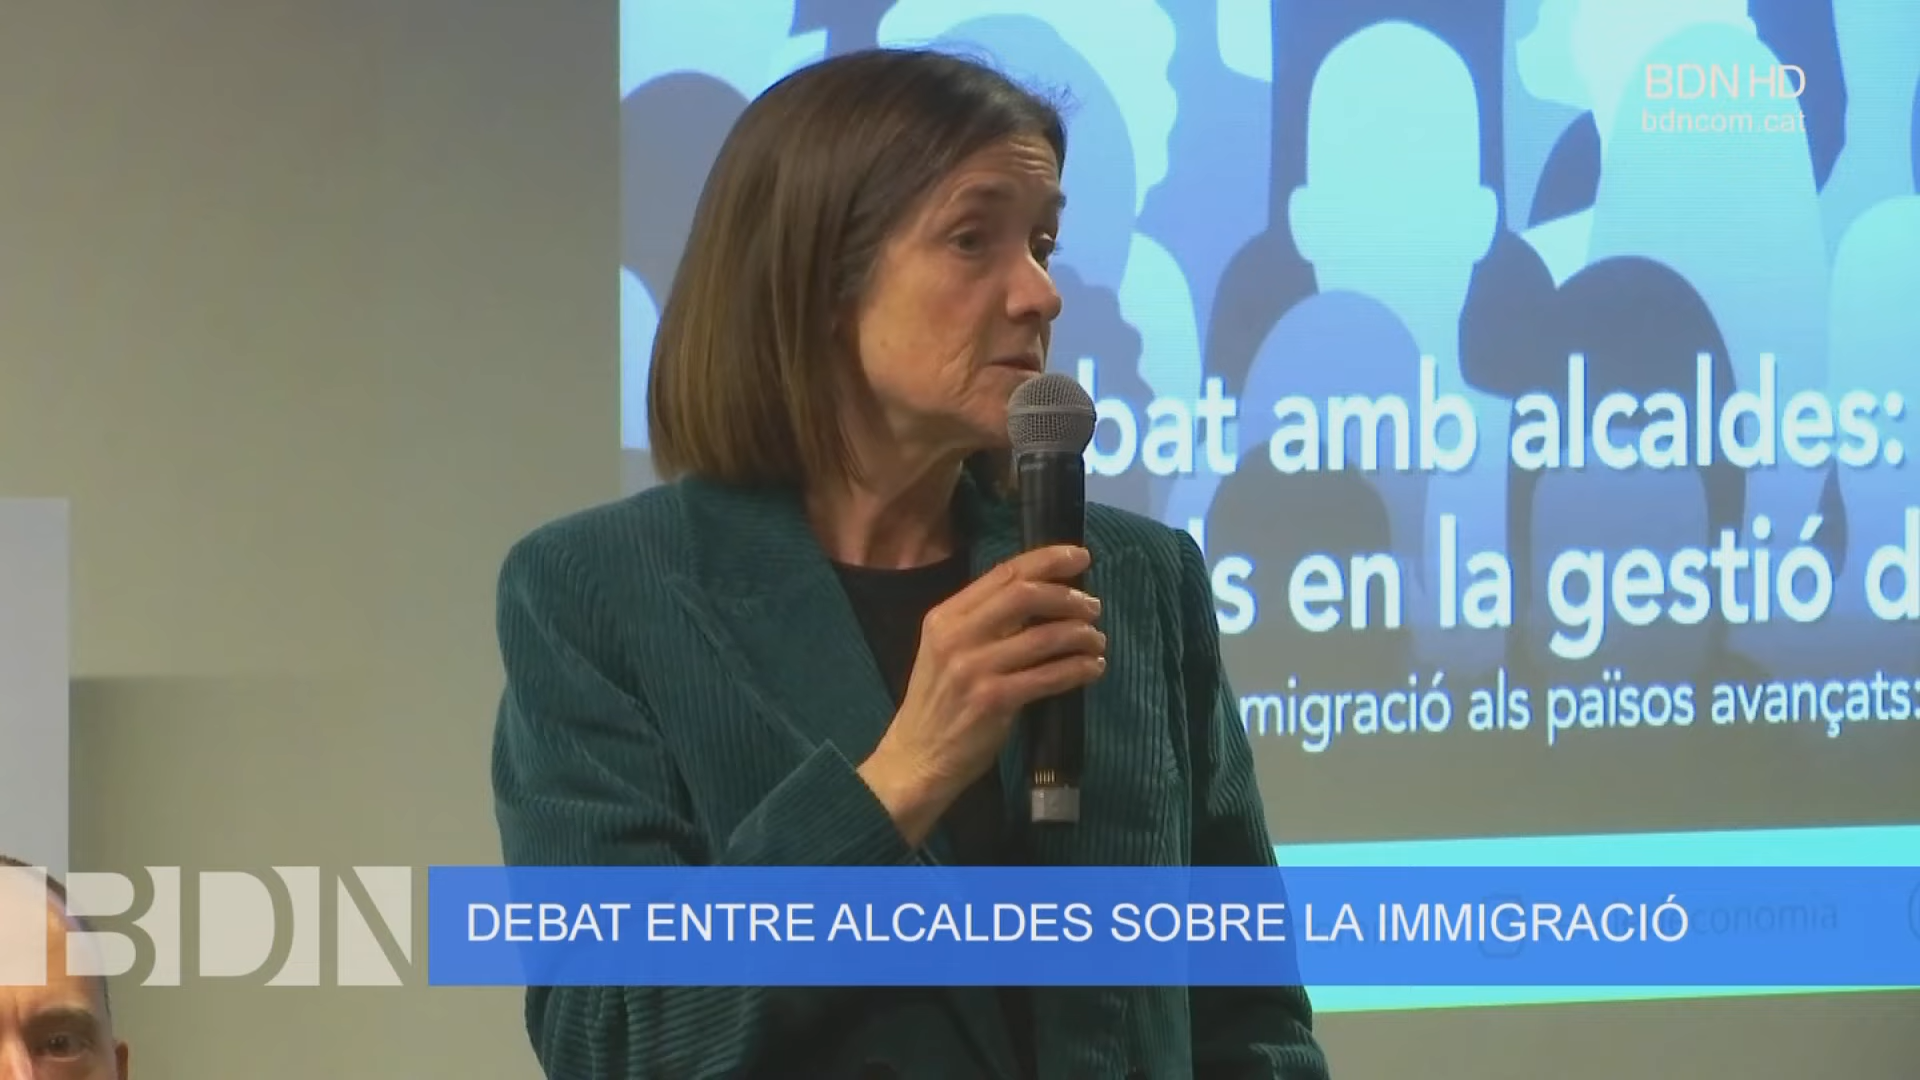 BDN HD
bdncom.cat
bat amb alcaldes:
s en la gestió d
migració als països avançats:
BDN
DEBAT ENTRE ALCALDES SOBRE LA IMMIGRACIÓ
economia